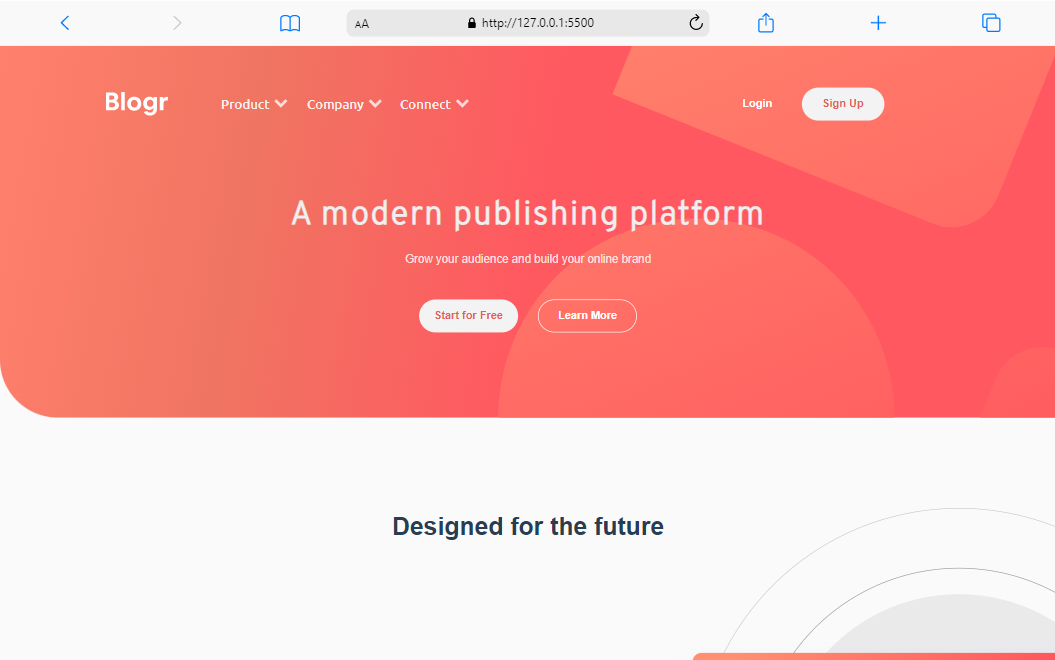 AA http://127.0.0.1:5500
Blogr Product Company Connect Login Sign Up
A modern publishing platform
Grow your audience and build your online brand
Start for Free Learn More
Designed for the future